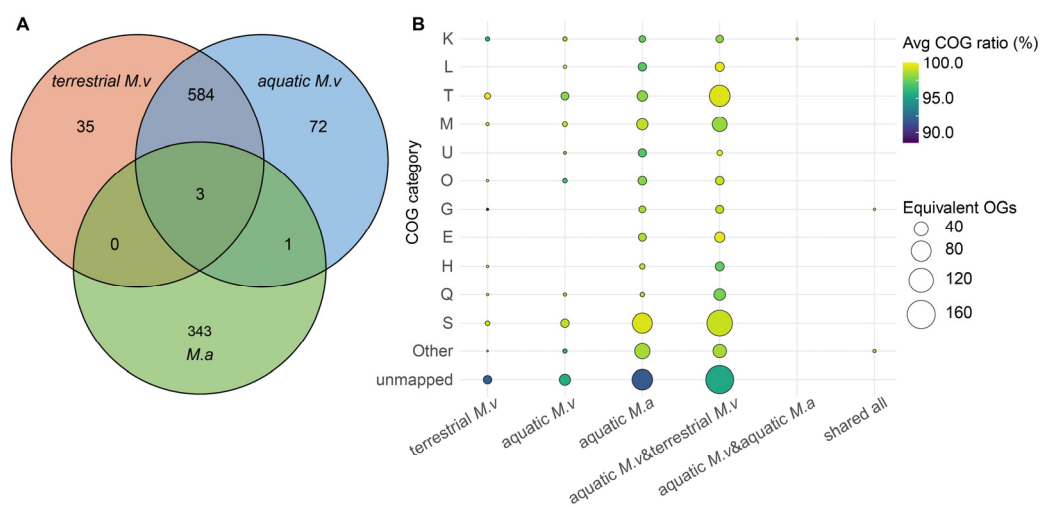 A
terrestrial M.v
aquatic M.v
584
35
72
3
0
1
343
M.a
B
COG category
K
L
T
M
U
O
G
E
H
Q
S
Other
unmapped
terrestrial M.v
aquatic M.v
aquatic M.a
aquatic M.v&terrestrial M.v
aquatic M.v&aquatic M.a
shared all
Avg COG ratio (%)
100.0
95.0
90.0
Equivalent OGs
40
80
120
160